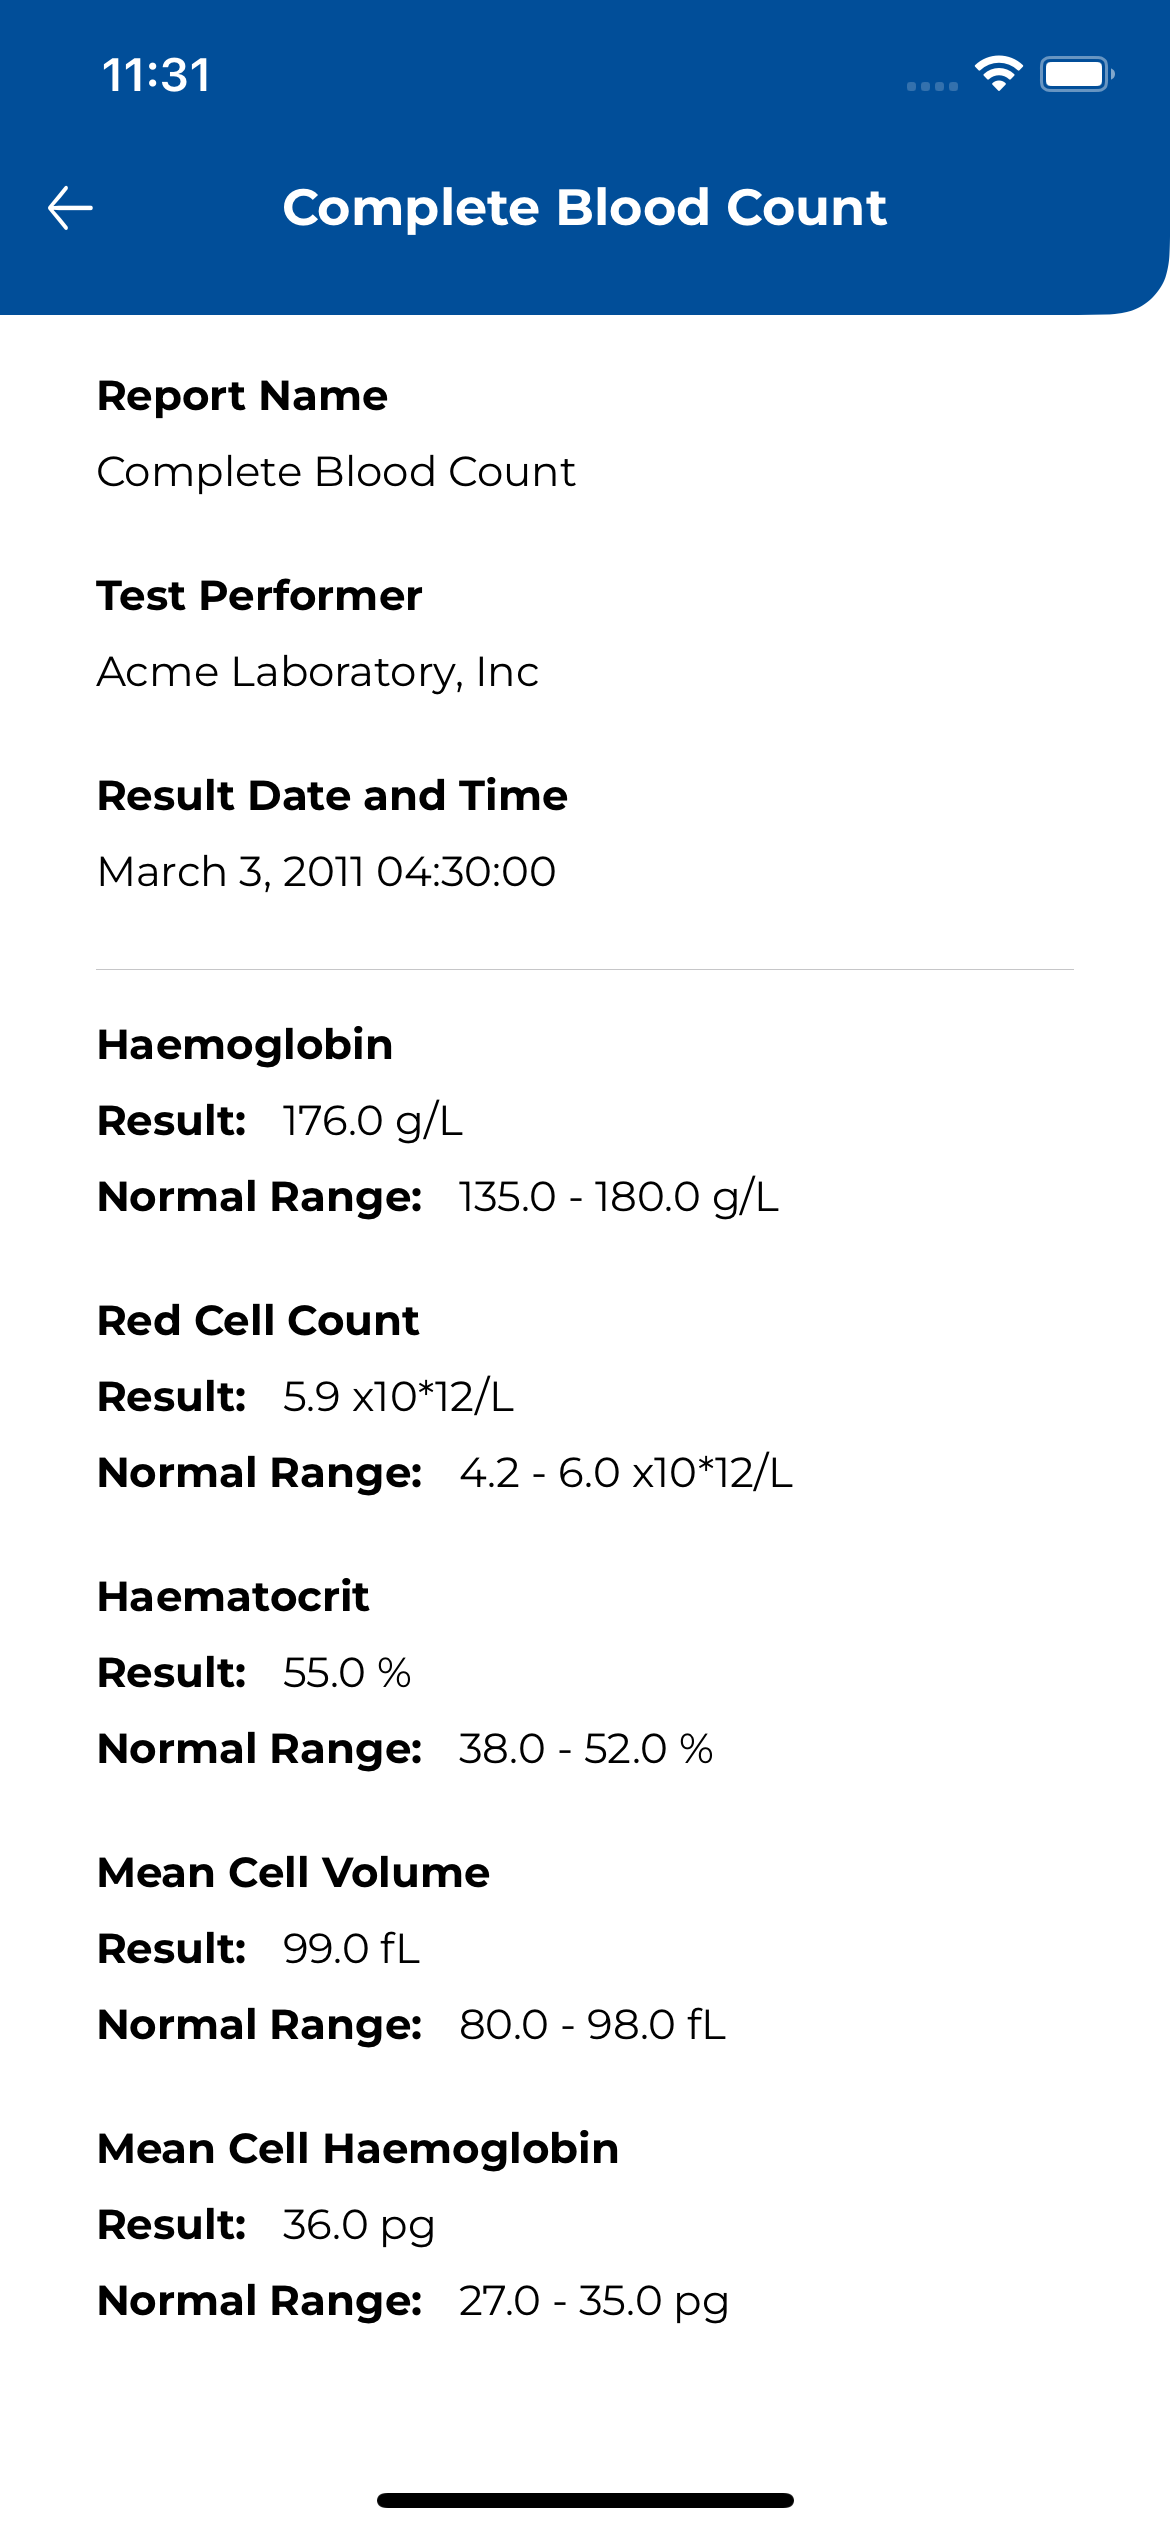 11:31
Complete Blood Count
Report Name
Complete Blood Count
Test Performer
Acme Laboratory, Inc
Result Date and Time
March 3, 2011 04:30:00
Haemoglobin
Result: 176.0 g/L
Normal Range: 135.0 - 180.0 g/L
Red Cell Count
Result: 5.9 x10*12/L
Normal Range: 4.2 - 6.0 x10*12/L
Haematocrit
Result: 55.0 %
Normal Range: 38.0 - 52.0 %
Mean Cell Volume
Result: 99.0 fL
Normal Range: 80.0 - 98.0 fL
Mean Cell Haemoglobin
Result: 36.0 pg
Normal Range: 27.0 - 35.0 pg